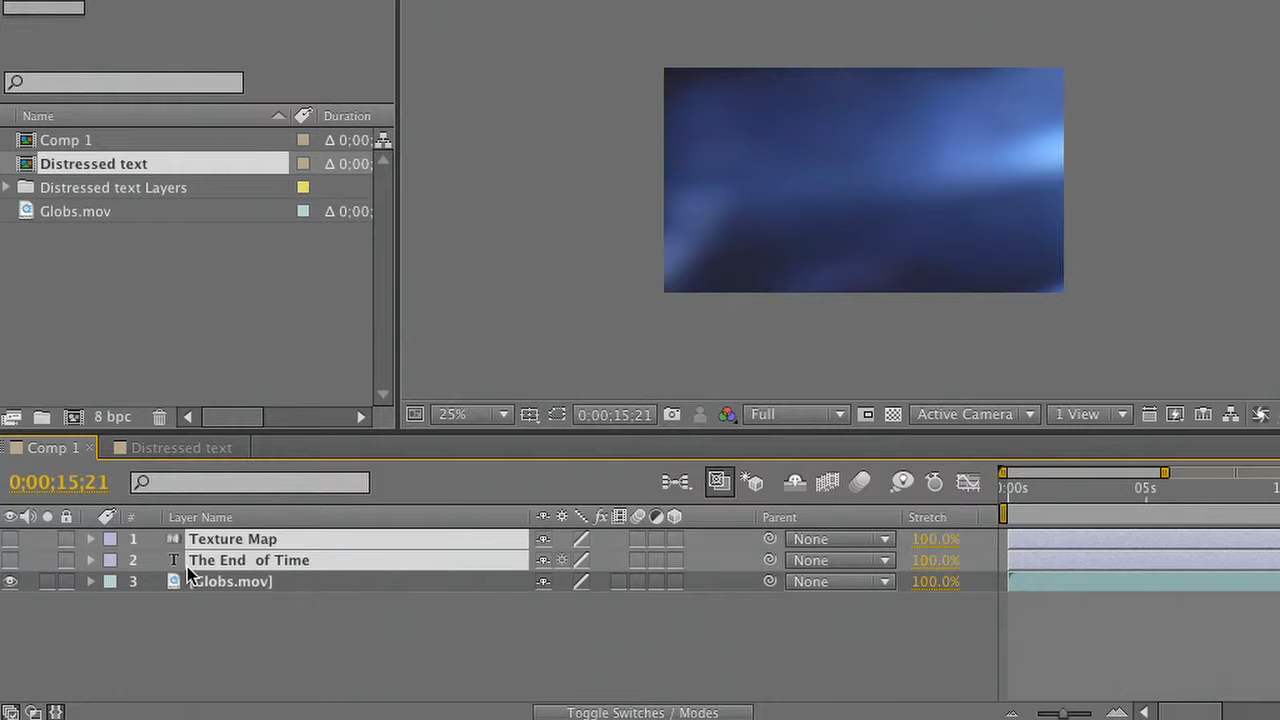 Name Duration
Comp 1 Δ 0;00;
Distressed text Δ 0;00;
Distressed text Layers
Globs.mov Δ 0;00;
8 bpc
25% 0;00;15;21 Full Active Camera 1 View
Comp 1 × Distressed text
0;00;15;21
):00s 05s 1
# Layer Name fx Parent Stretch
1 Texture Map None 100.0%
2 T The End of Time None 100.0%
3 [Globs.mov] None 100.0%
Toggle Switches / Modes